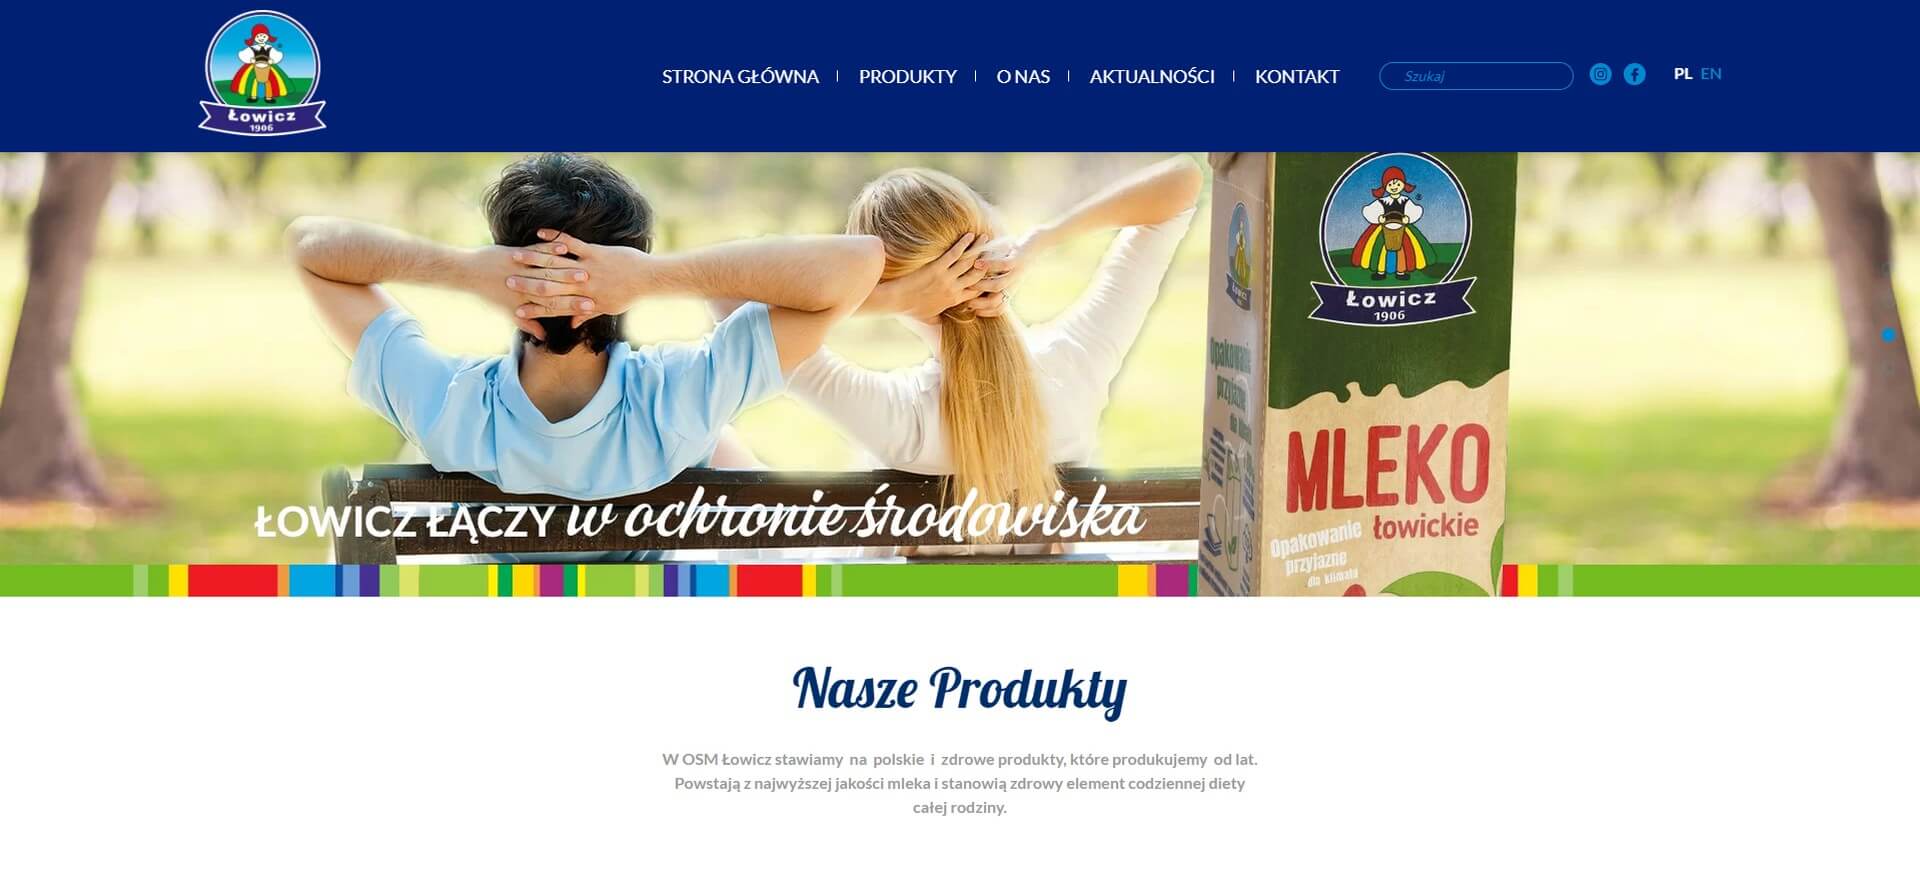 Łowicz
1906
STRONA GŁÓWNA
PRODUKTY
O NAS
AKTUALNOŚCI
KONTAKT
Szukaj
PL EN
Łowicz
1906
Opakowanie
przyjazne
MLEKO
łowickie
Opakowanie
przyjazne
dla klimatu
ŁOWICZ ŁĄCZY w ochronie środowiska
Nasze Produkty
W OSM Łowicz stawiamy na polskie i zdrowe produkty, które produkujemy od lat.
Powstają z najwyższej jakości mleka i stanowią zdrowy element codziennej diety
całej rodziny.